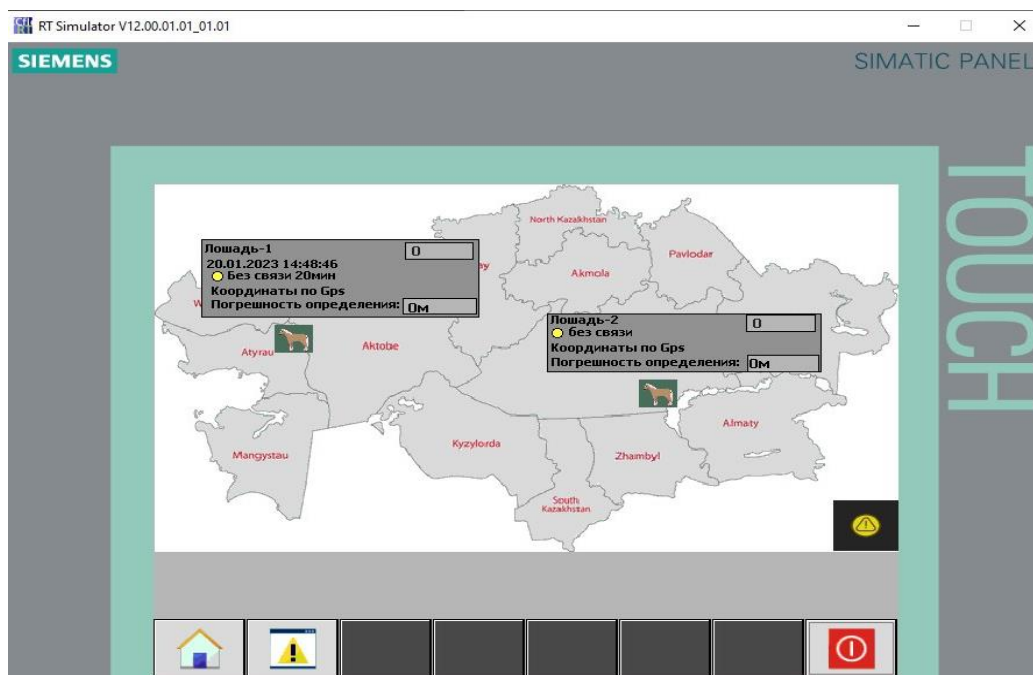 RT Simulator V12.00.01.01_01.01
SIEMENS
SIMATIC PANEL
TOUCH
North Kazakhstan
Лошадь-1
0
20.01.2023 14:48:46
Без связи 20мин
Координаты по Gps
Погрешность определения: 0м
ay
Akmola
Pavlodar
W
Лошадь-2
0
без связи
Координаты по Gps
Погрешность определения: 0м
Atyrau
Aktobe
Mangystau
Kyzylorda
Zhambyl
Almaty
South
Kazakhstan